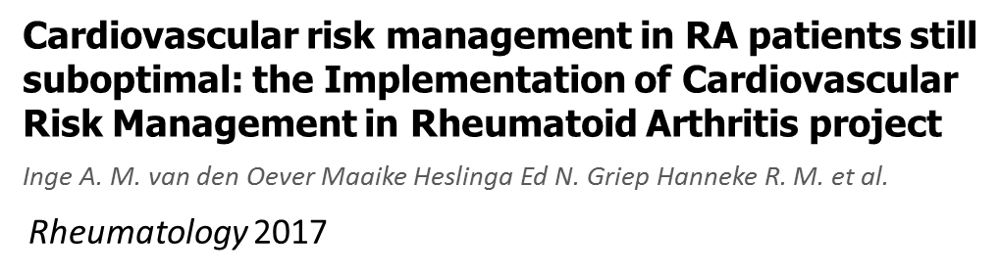 Cardiovascular risk management in RA patients still
suboptimal: the Implementation of Cardiovascular
Risk Management in Rheumatoid Arthritis project
Inge A. M. van den Oever Maaike Heslinga Ed N. Griep Hanneke R. M. et al.
Rheumatology 2017